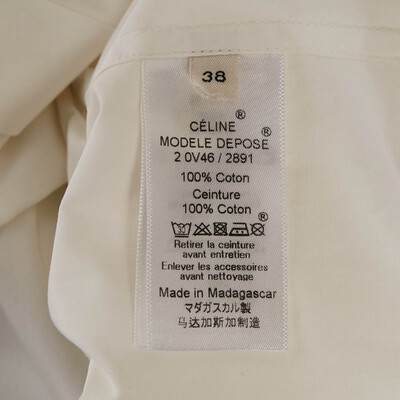 38
CÉLINE®
MODELE DEPOSE®
2 0V46 / 2891
100% Coton
Ceinture
100% Coton®
Retirer la ceinture
avant entretien
Enlever les accessoires
avant nettoyage
Made in Madagascar
マダガスカル製
马达加斯加制造